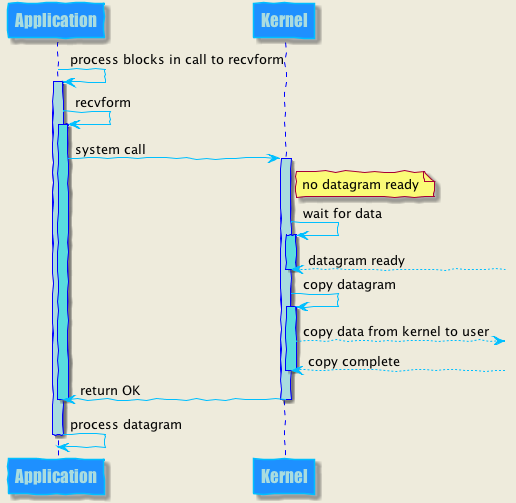 Application
Kernel
process blocks in call to recvform
recvform
system call
no datagram ready
wait for data
datagram ready
copy datagram
copy data from kernel to user
copy complete
return OK
process datagram
Application
Kernel